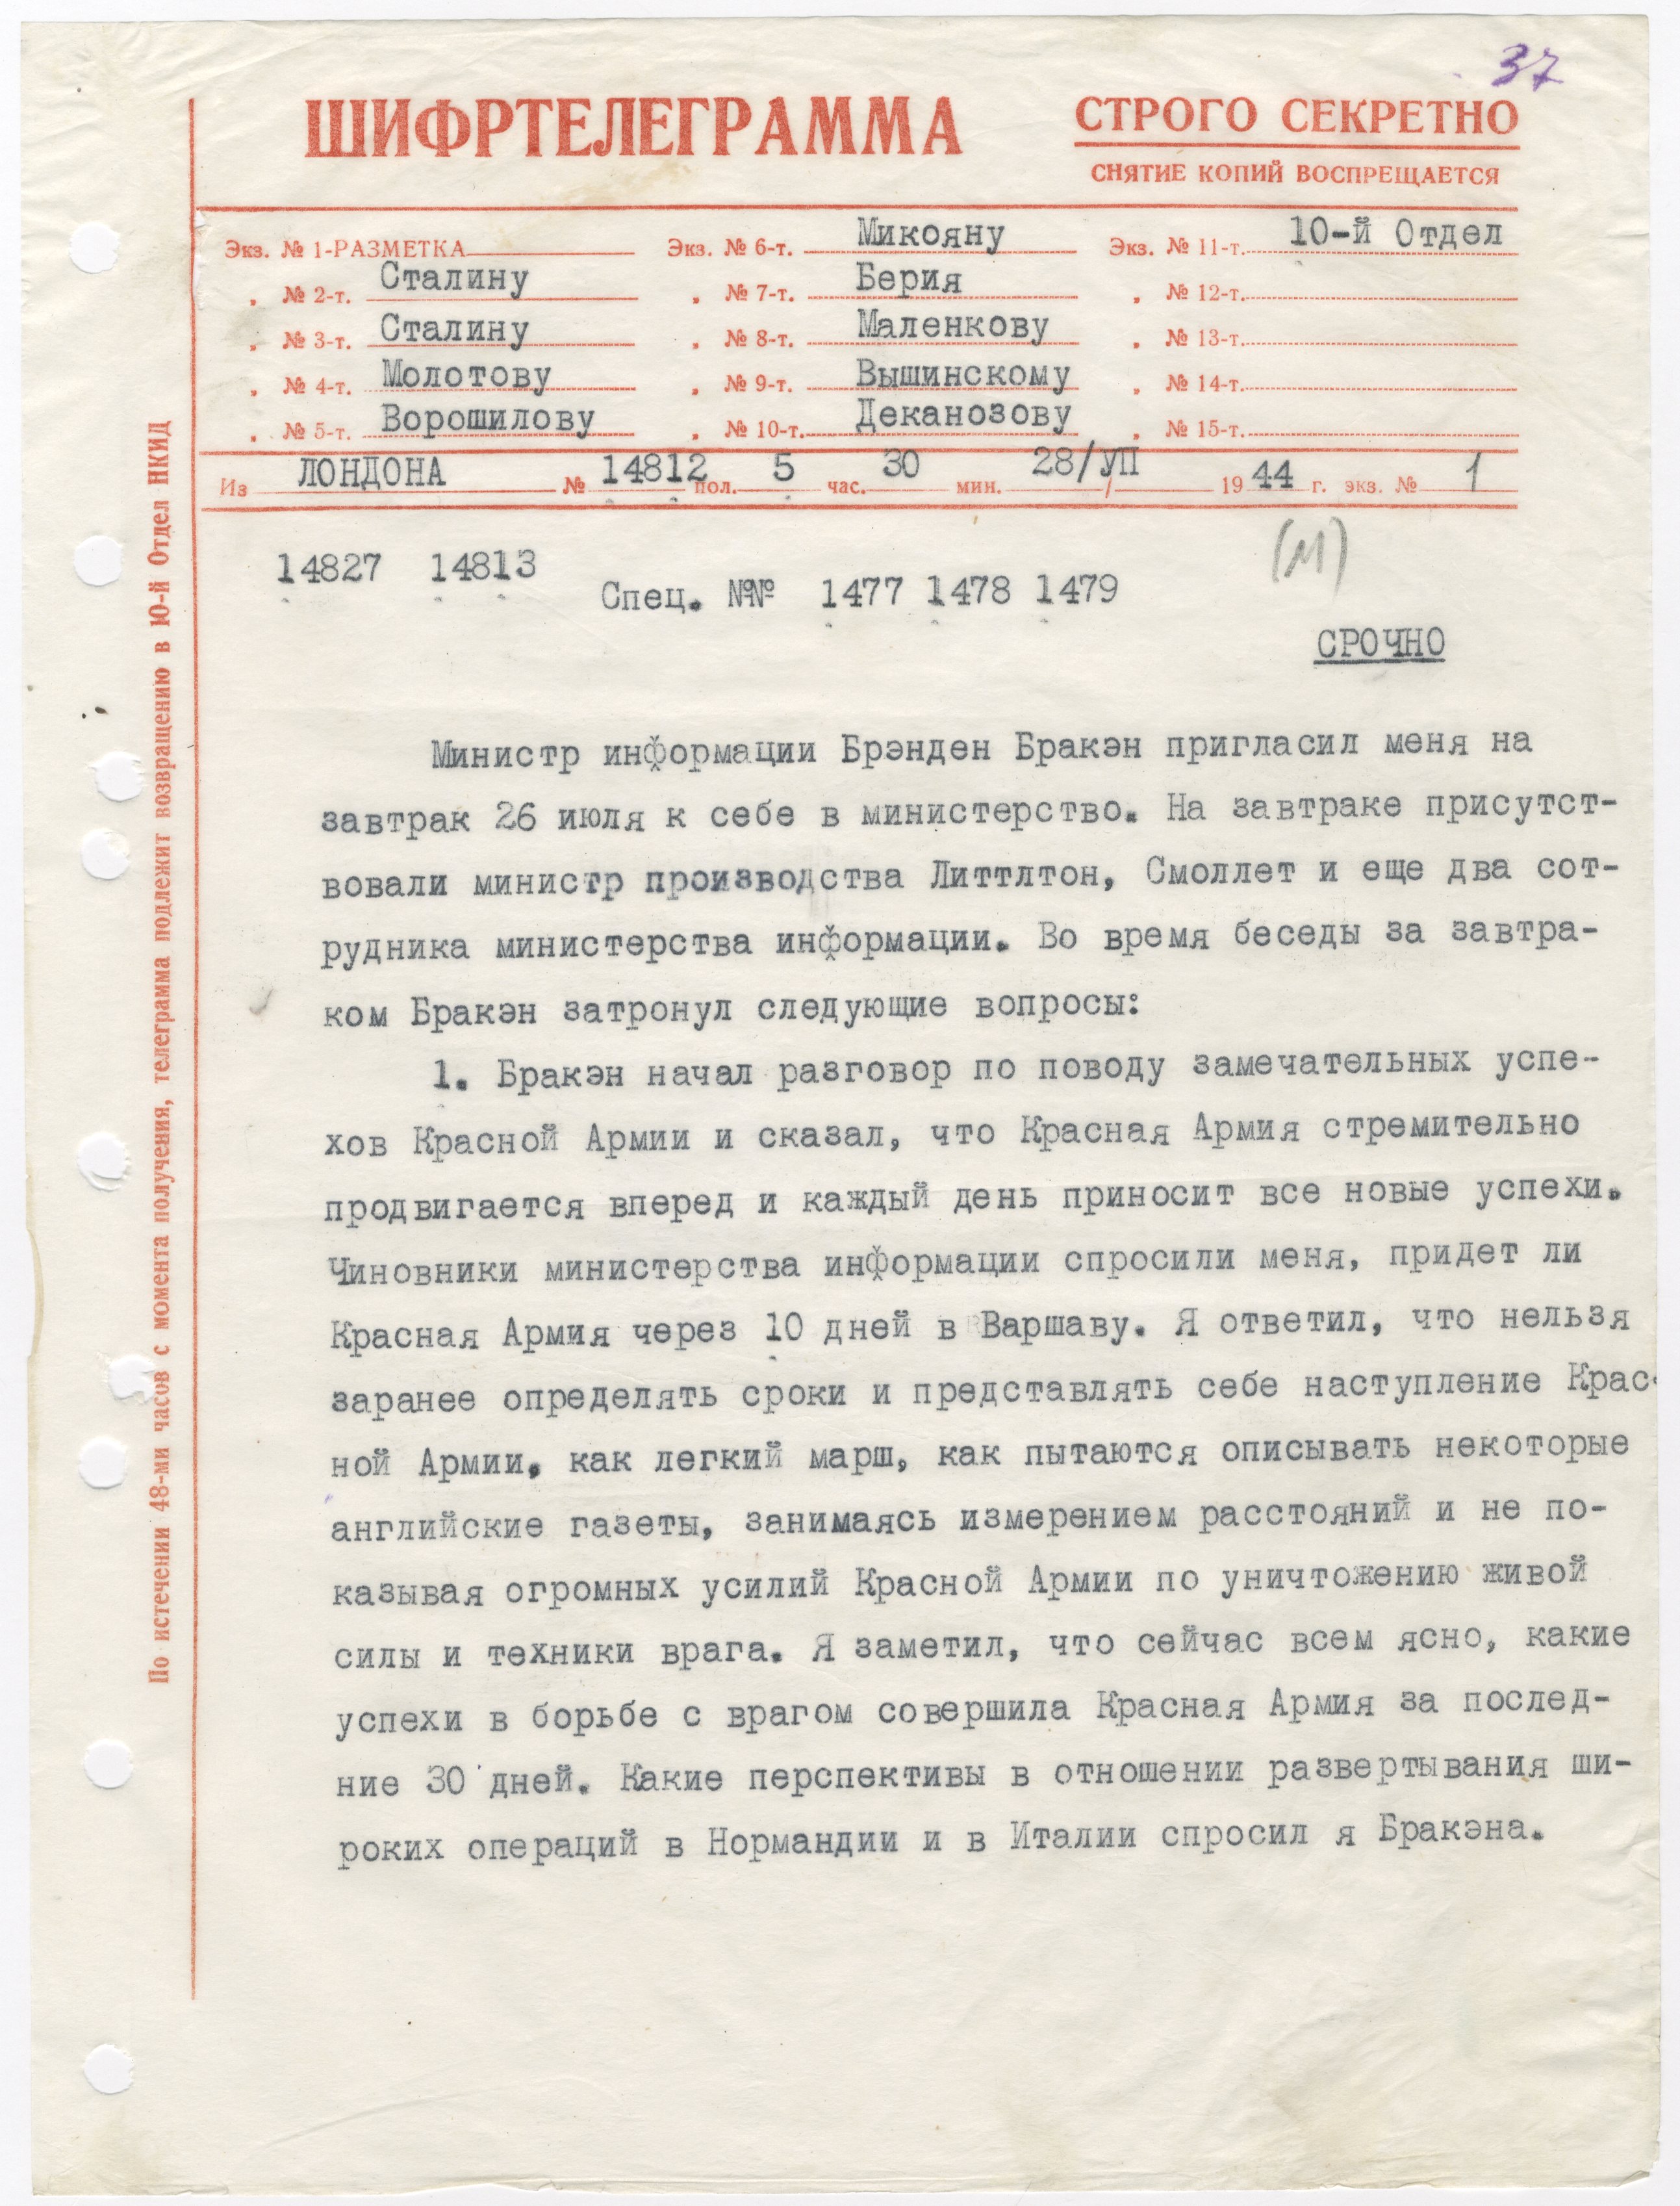 37
ШИФРТЕЛЕГРАММА
СТРОГО СЕКРЕТНО
СНЯТИЕ КОПИЙ ВОСПРЕЩАЕТСЯ
Экз. № 1-РАЗМЕТКА Экз. № 6-т. Микояну Экз. № 11-т. 10-й Отдел
„ № 2-т. Сталину „ № 7-т. Берия „ № 12-т.
„ № 3-т. Сталину „ № 8-т. Маленкову „ № 13-т.
„ № 4-т. Молотову „ № 9-т. Вышинскому „ № 14-т.
„ № 5-т. Ворошилову „ № 10-т. Деканозову „ № 15-т.
Из ЛОНДОНА № 14812 пол. 5 час. 30 мин. 28/УП 1944 г. экз. № 1
(М)
14827 14813
Спец. №№ 1477 1478 1479
СРОЧНО
Министр информации Брэнден Бракэн пригласил меня на
завтрак 26 июля к себе в министерство. На завтраке присутст-
вовали министр производства Литтлтон, Смоллет и еще два сот-
рудника министерства информации. Во время беседы за завтра-
ком Бракэн затронул следующие вопросы:
1. Бракэн начал разговор по поводу замечательных успе-
хов Красной Армии и сказал, что Красная Армия стремительно
продвигается вперед и каждый день приносит все новые успехи.
Чиновники министерства информации спросили меня, придет ли
Красная Армия через 10 дней в Варшаву. Я ответил, что нельзя
заранее определять сроки и представлять себе наступление Крас-
ной Армии, как легкий марш, как пытаются описывать некоторые
английские газеты, занимаясь измерением расстояний и не по-
казывая огромных усилий Красной Армии по уничтожению живой
силы и техники врага. Я заметил, что сейчас всем ясно, какие
успехи в борьбе с врагом совершила Красная Армия за послед-
ние 30 дней. Какие перспективы в отношении развертывания ши-
роких операций в Нормандии и в Италии спросил я Бракэна.
По истечении 48-ми часов с момента получения, телеграмма подлежит возвращению в Ю-й Отдел НКИД